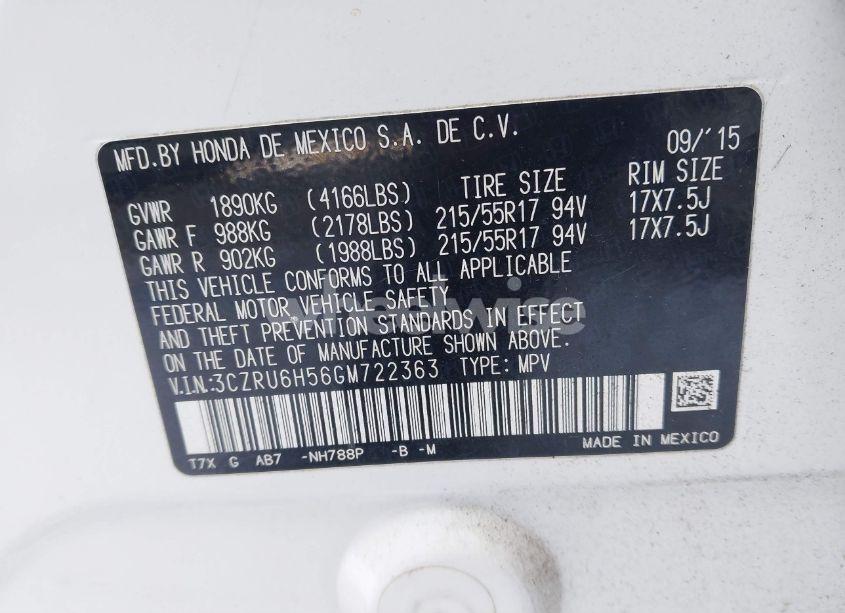 MFD.BY HONDA DE MEXICO S.A. DE C.V. 09/'15
GVWR 1890KG (4166LBS) TIRE SIZE RIM SIZE
GAWR F 988KG (2178LBS) 215/55R17 94V 17X7.5J
GAWR R 902KG (1988LBS) 215/55R17 94V 17X7.5J
THIS VEHICLE CONFORMS TO ALL APPLICABLE
FEDERAL MOTOR VEHICLE SAFETY
AND THEFT PREVENTION STANDARDS IN EFFECT
ON THE DATE OF MANUFACTURE SHOWN ABOVE.
V.I.N.:3CZRU6H56GM722363 TYPE: MPV
T7X G AB7 -NH788P -B -M MADE IN MEXICO